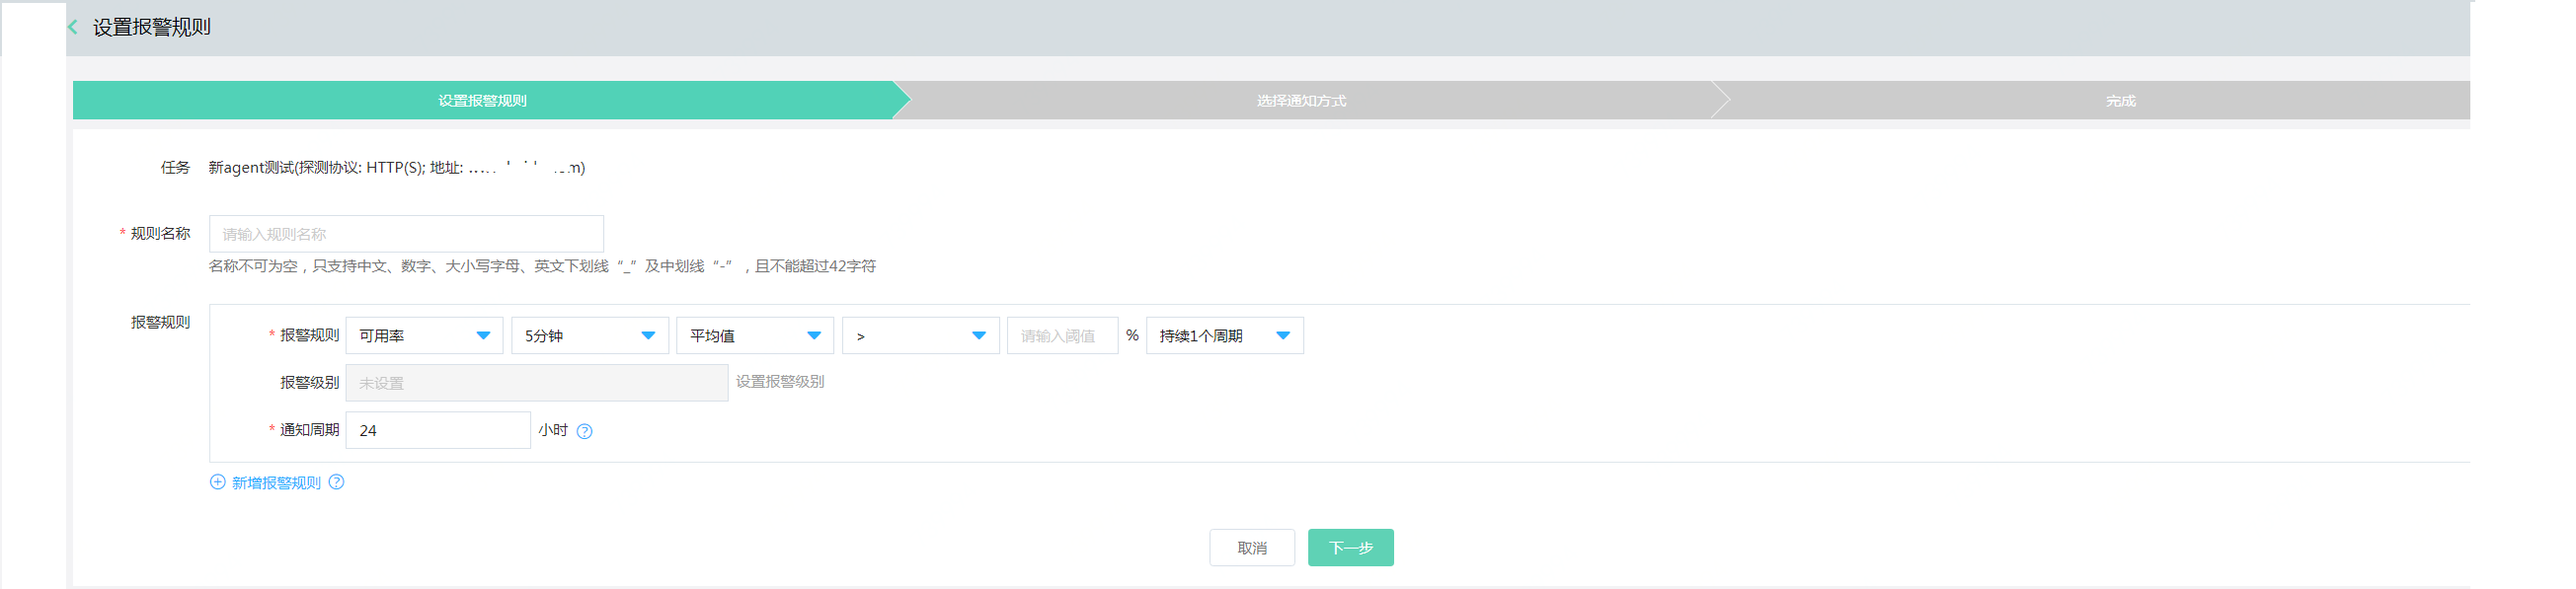 设置报警规则
设置报警规则 选择通知方式 完成
任务 新agent测试(探测协议: HTTP(S); 地址: m)
* 规则名称 请输入规则名称
名称不可为空，只支持中文、数字、大小写字母、英文下划线“_”及中划线“-”，且不能超过42字符
报警规则
* 报警规则 可用率 5分钟 平均值 > 请输入阈值 % 持续1个周期
报警级别 未设置 设置报警级别
* 通知周期 24 小时 ?
新增报警规则 ?
取消 下一步